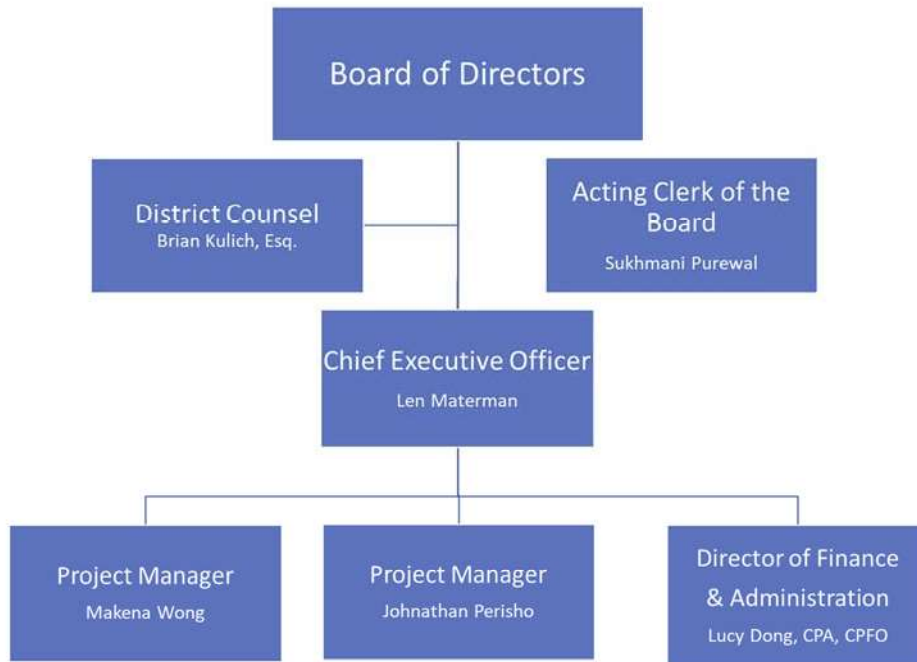 Board of Directors
District Counsel
Brian Kulich, Esq.
Acting Clerk of the
Board
Sukhmani Purewal
Chief Executive Officer
Len Materman
Project Manager
Makena Wong
Project Manager
Johnathan Perisho
Director of Finance
& Administration
Lucy Dong, CPA, CPFO